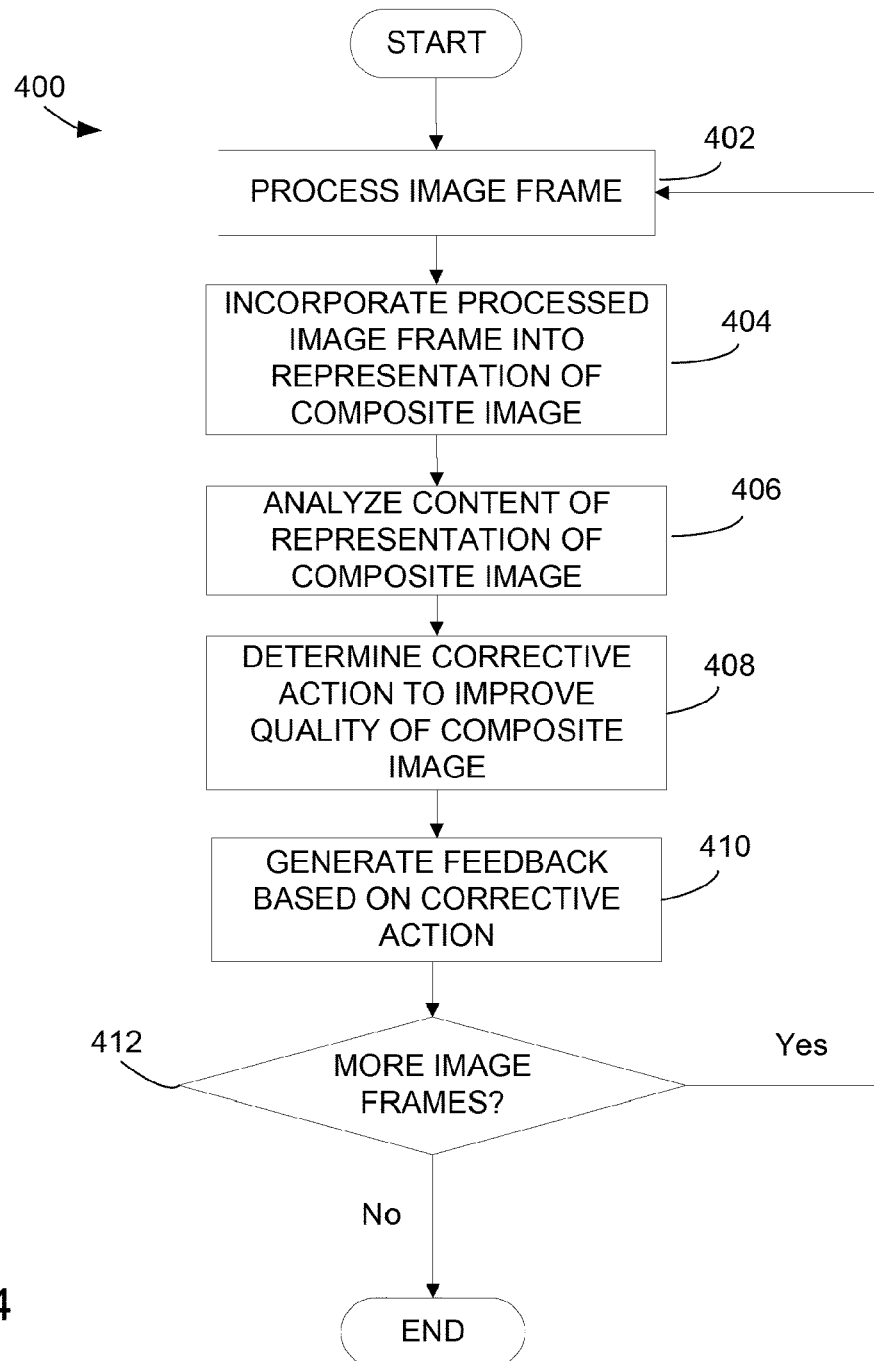 START
400
402
PROCESS IMAGE FRAME
INCORPORATE PROCESSED
IMAGE FRAME INTO
REPRESENTATION OF
COMPOSITE IMAGE
404
ANALYZE CONTENT OF
REPRESENTATION OF
COMPOSITE IMAGE
406
DETERMINE CORRECTIVE
ACTION TO IMPROVE
QUALITY OF COMPOSITE
IMAGE
408
GENERATE FEEDBACK
BASED ON CORRECTIVE
ACTION
410
412
MORE IMAGE
FRAMES?
Yes
No
4
END